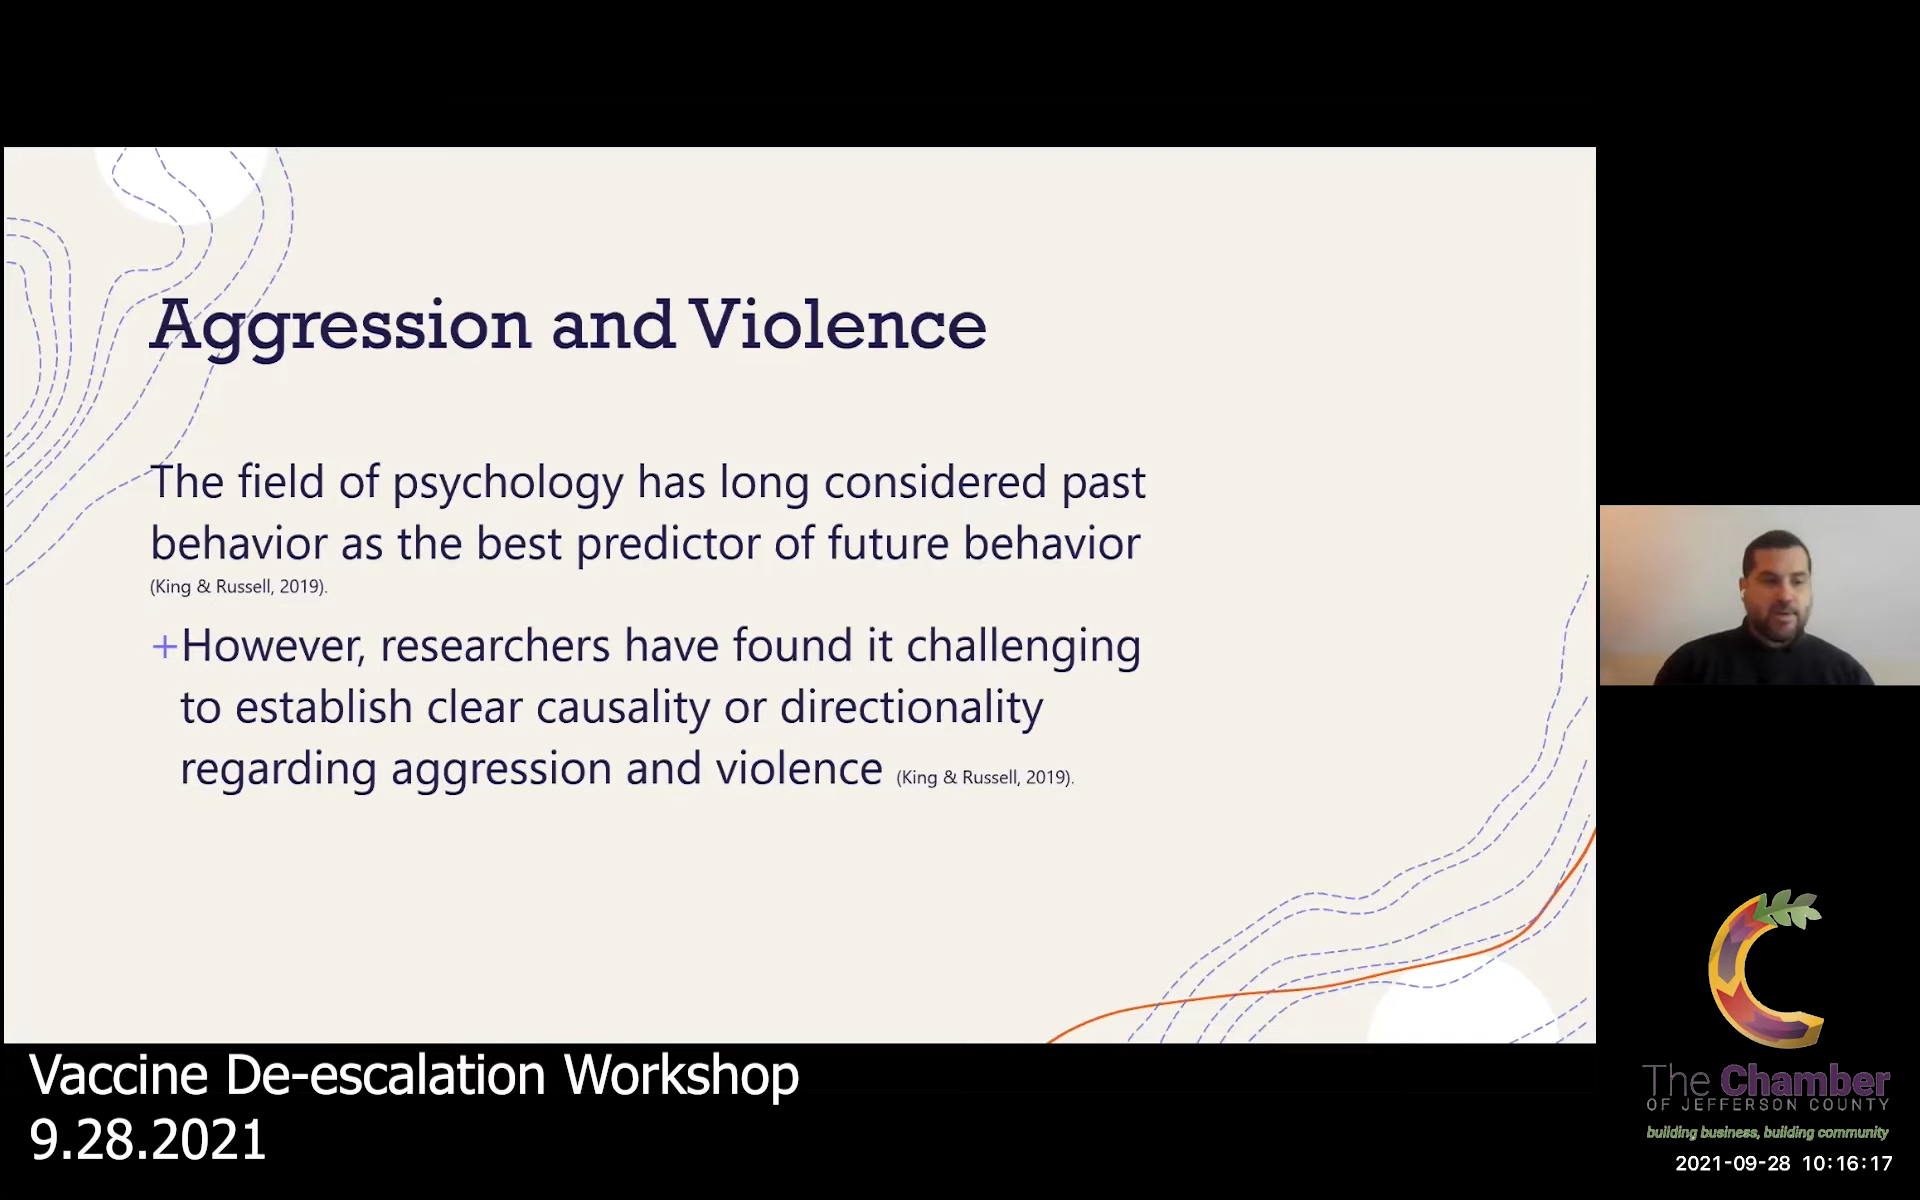 Aggression and Violence
The field of psychology has long considered past
behavior as the best predictor of future behavior
(King & Russell, 2019).
+However, researchers have found it challenging
to establish clear causality or directionality
regarding aggression and violence (King & Russell, 2019).
Vaccine De-escalation Workshop
9.28.2021
The Chamber
OF JEFFERSON COUNTY
building business, building community
2021-09-28 10:16:17